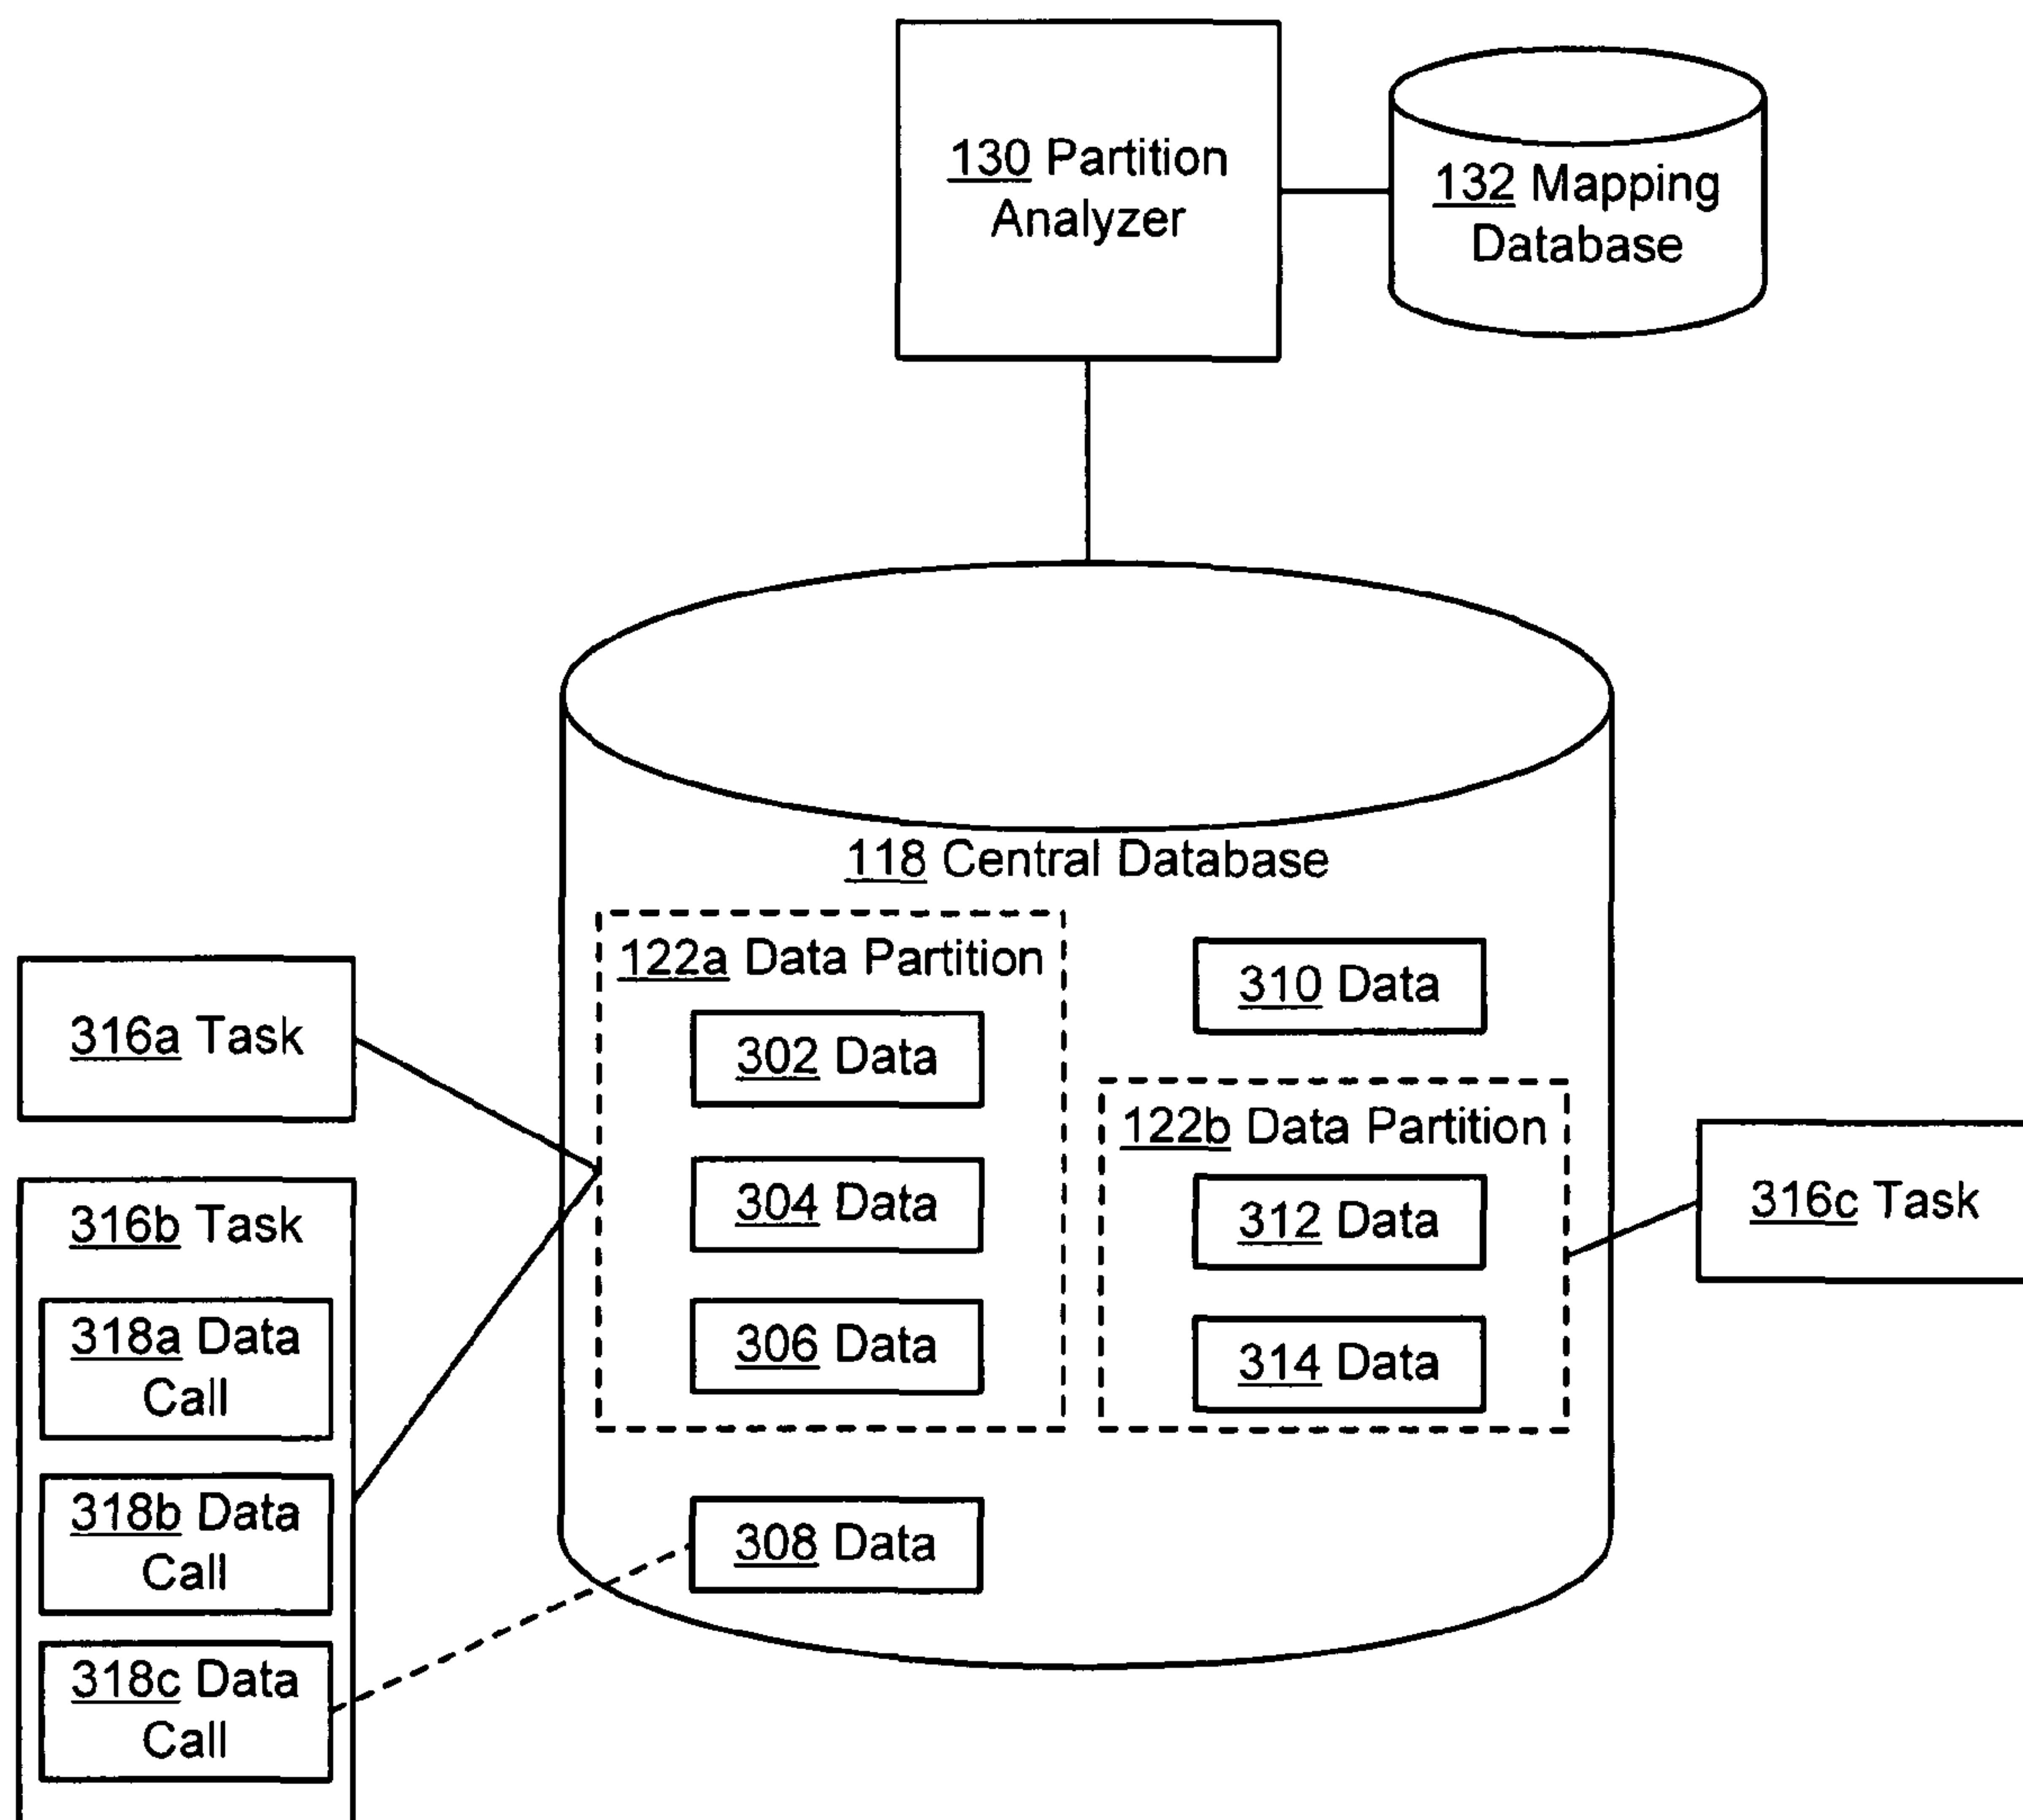 130 Partition
Analyzer
132 Mapping
Database
118 Central Database
122a Data Partition
302 Data
304 Data
306 Data
308 Data
310 Data
122b Data Partition
312 Data
314 Data
316a Task
316b Task
318a Data
Call
318b Data
Call
318c Data
Call
316c Task